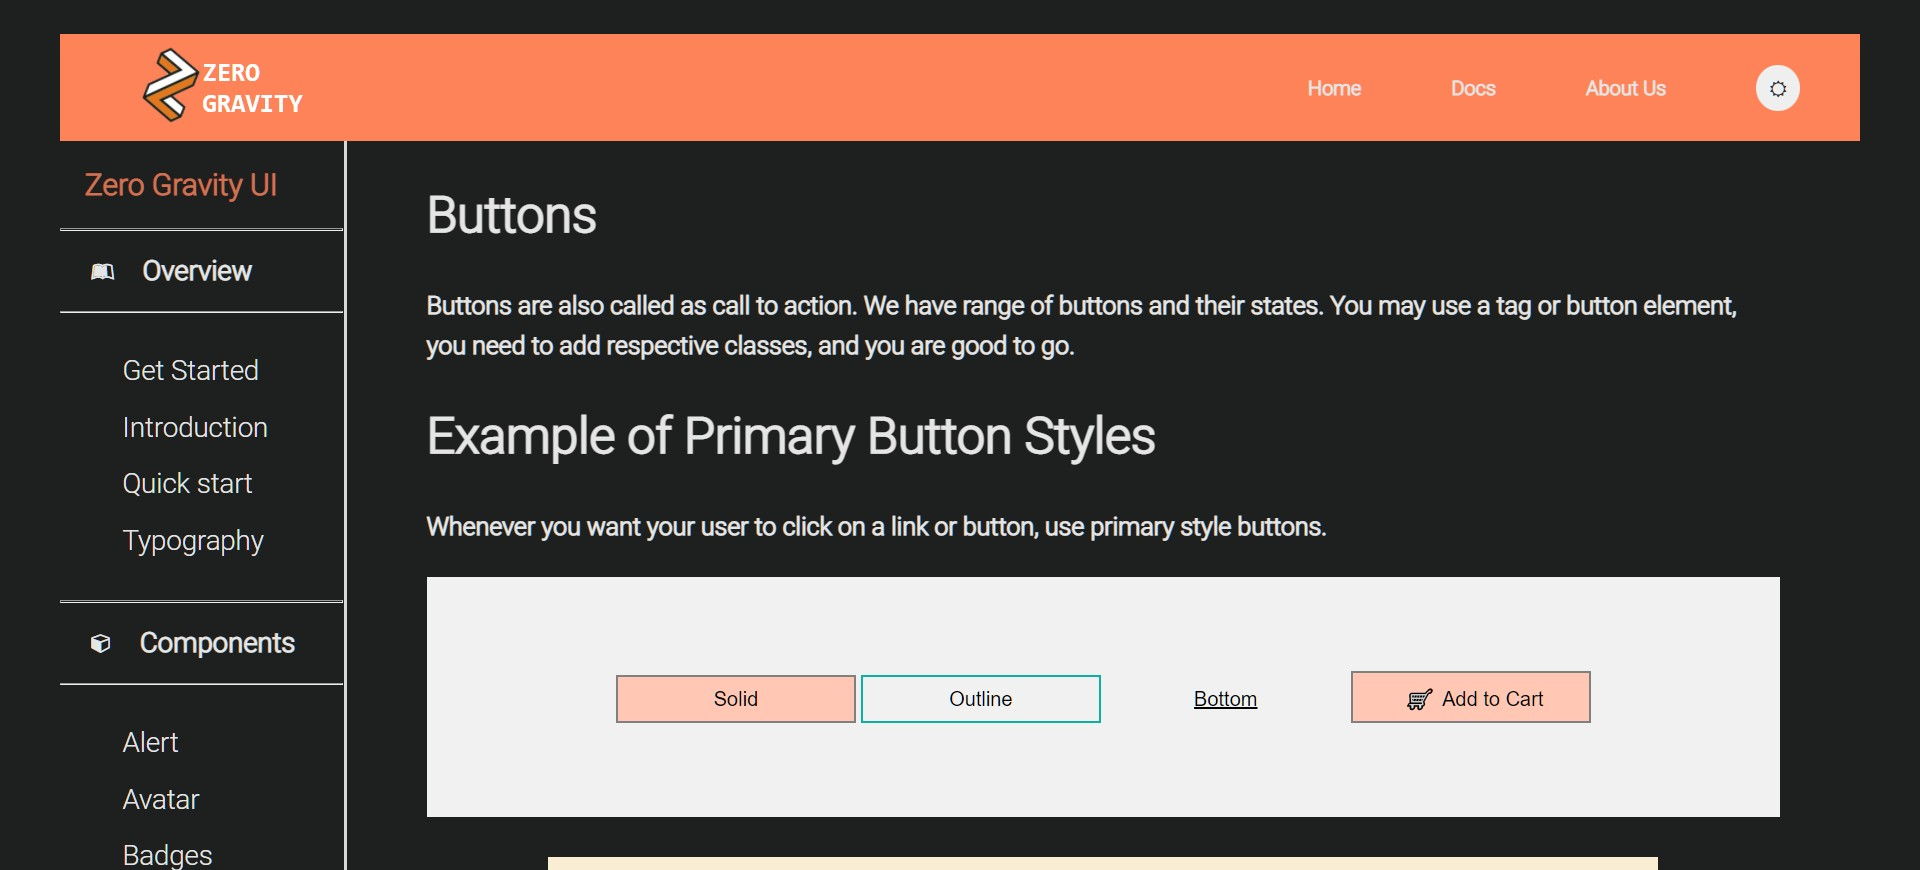 ZERO
GRAVITY
Home
Docs
About Us
Zero Gravity UI
Overview
Get Started
Introduction
Quick start
Typography
Components
Alert
Avatar
Badges
Buttons
Buttons are also called as call to action. We have range of buttons and their states. You may use a tag or button element,
you need to add respective classes, and you are good to go.
Example of Primary Button Styles
Whenever you want your user to click on a link or button, use primary style buttons.
Solid
Outline
Bottom
Add to Cart